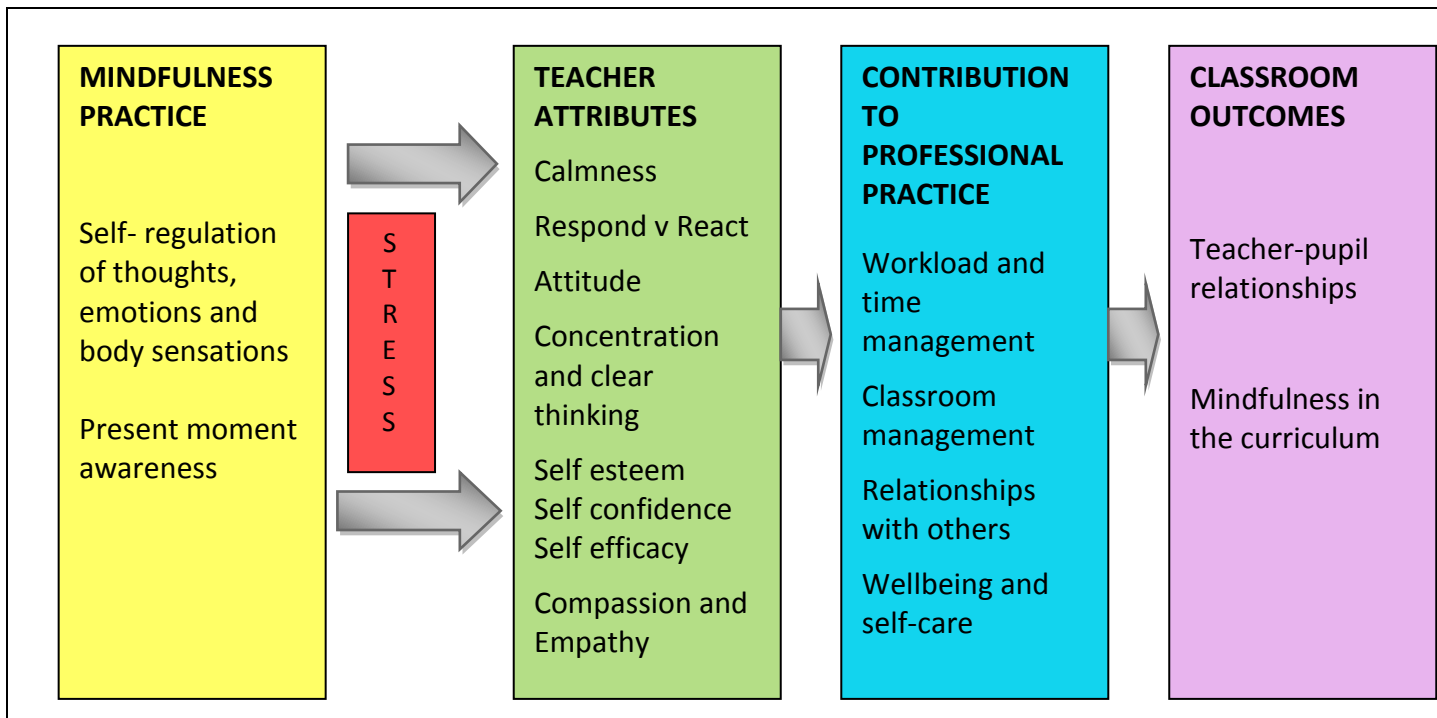 MINDFULNESS
PRACTICE
Self- regulation
of thoughts,
emotions and
body sensations
Present moment
awareness
S
T
R
E
S
S
TEACHER
ATTRIBUTES
Calmness
Respond v React
Attitude
Concentration
and clear
thinking
Self esteem
Self confidence
Self efficacy
Compassion and
Empathy
CONTRIBUTION
TO
PROFESSIONAL
PRACTICE
Workload and
time
management
Classroom
management
Relationships
with others
Wellbeing and
self-care
CLASSROOM
OUTCOMES
Teacher-pupil
relationships
Mindfulness in
the curriculum